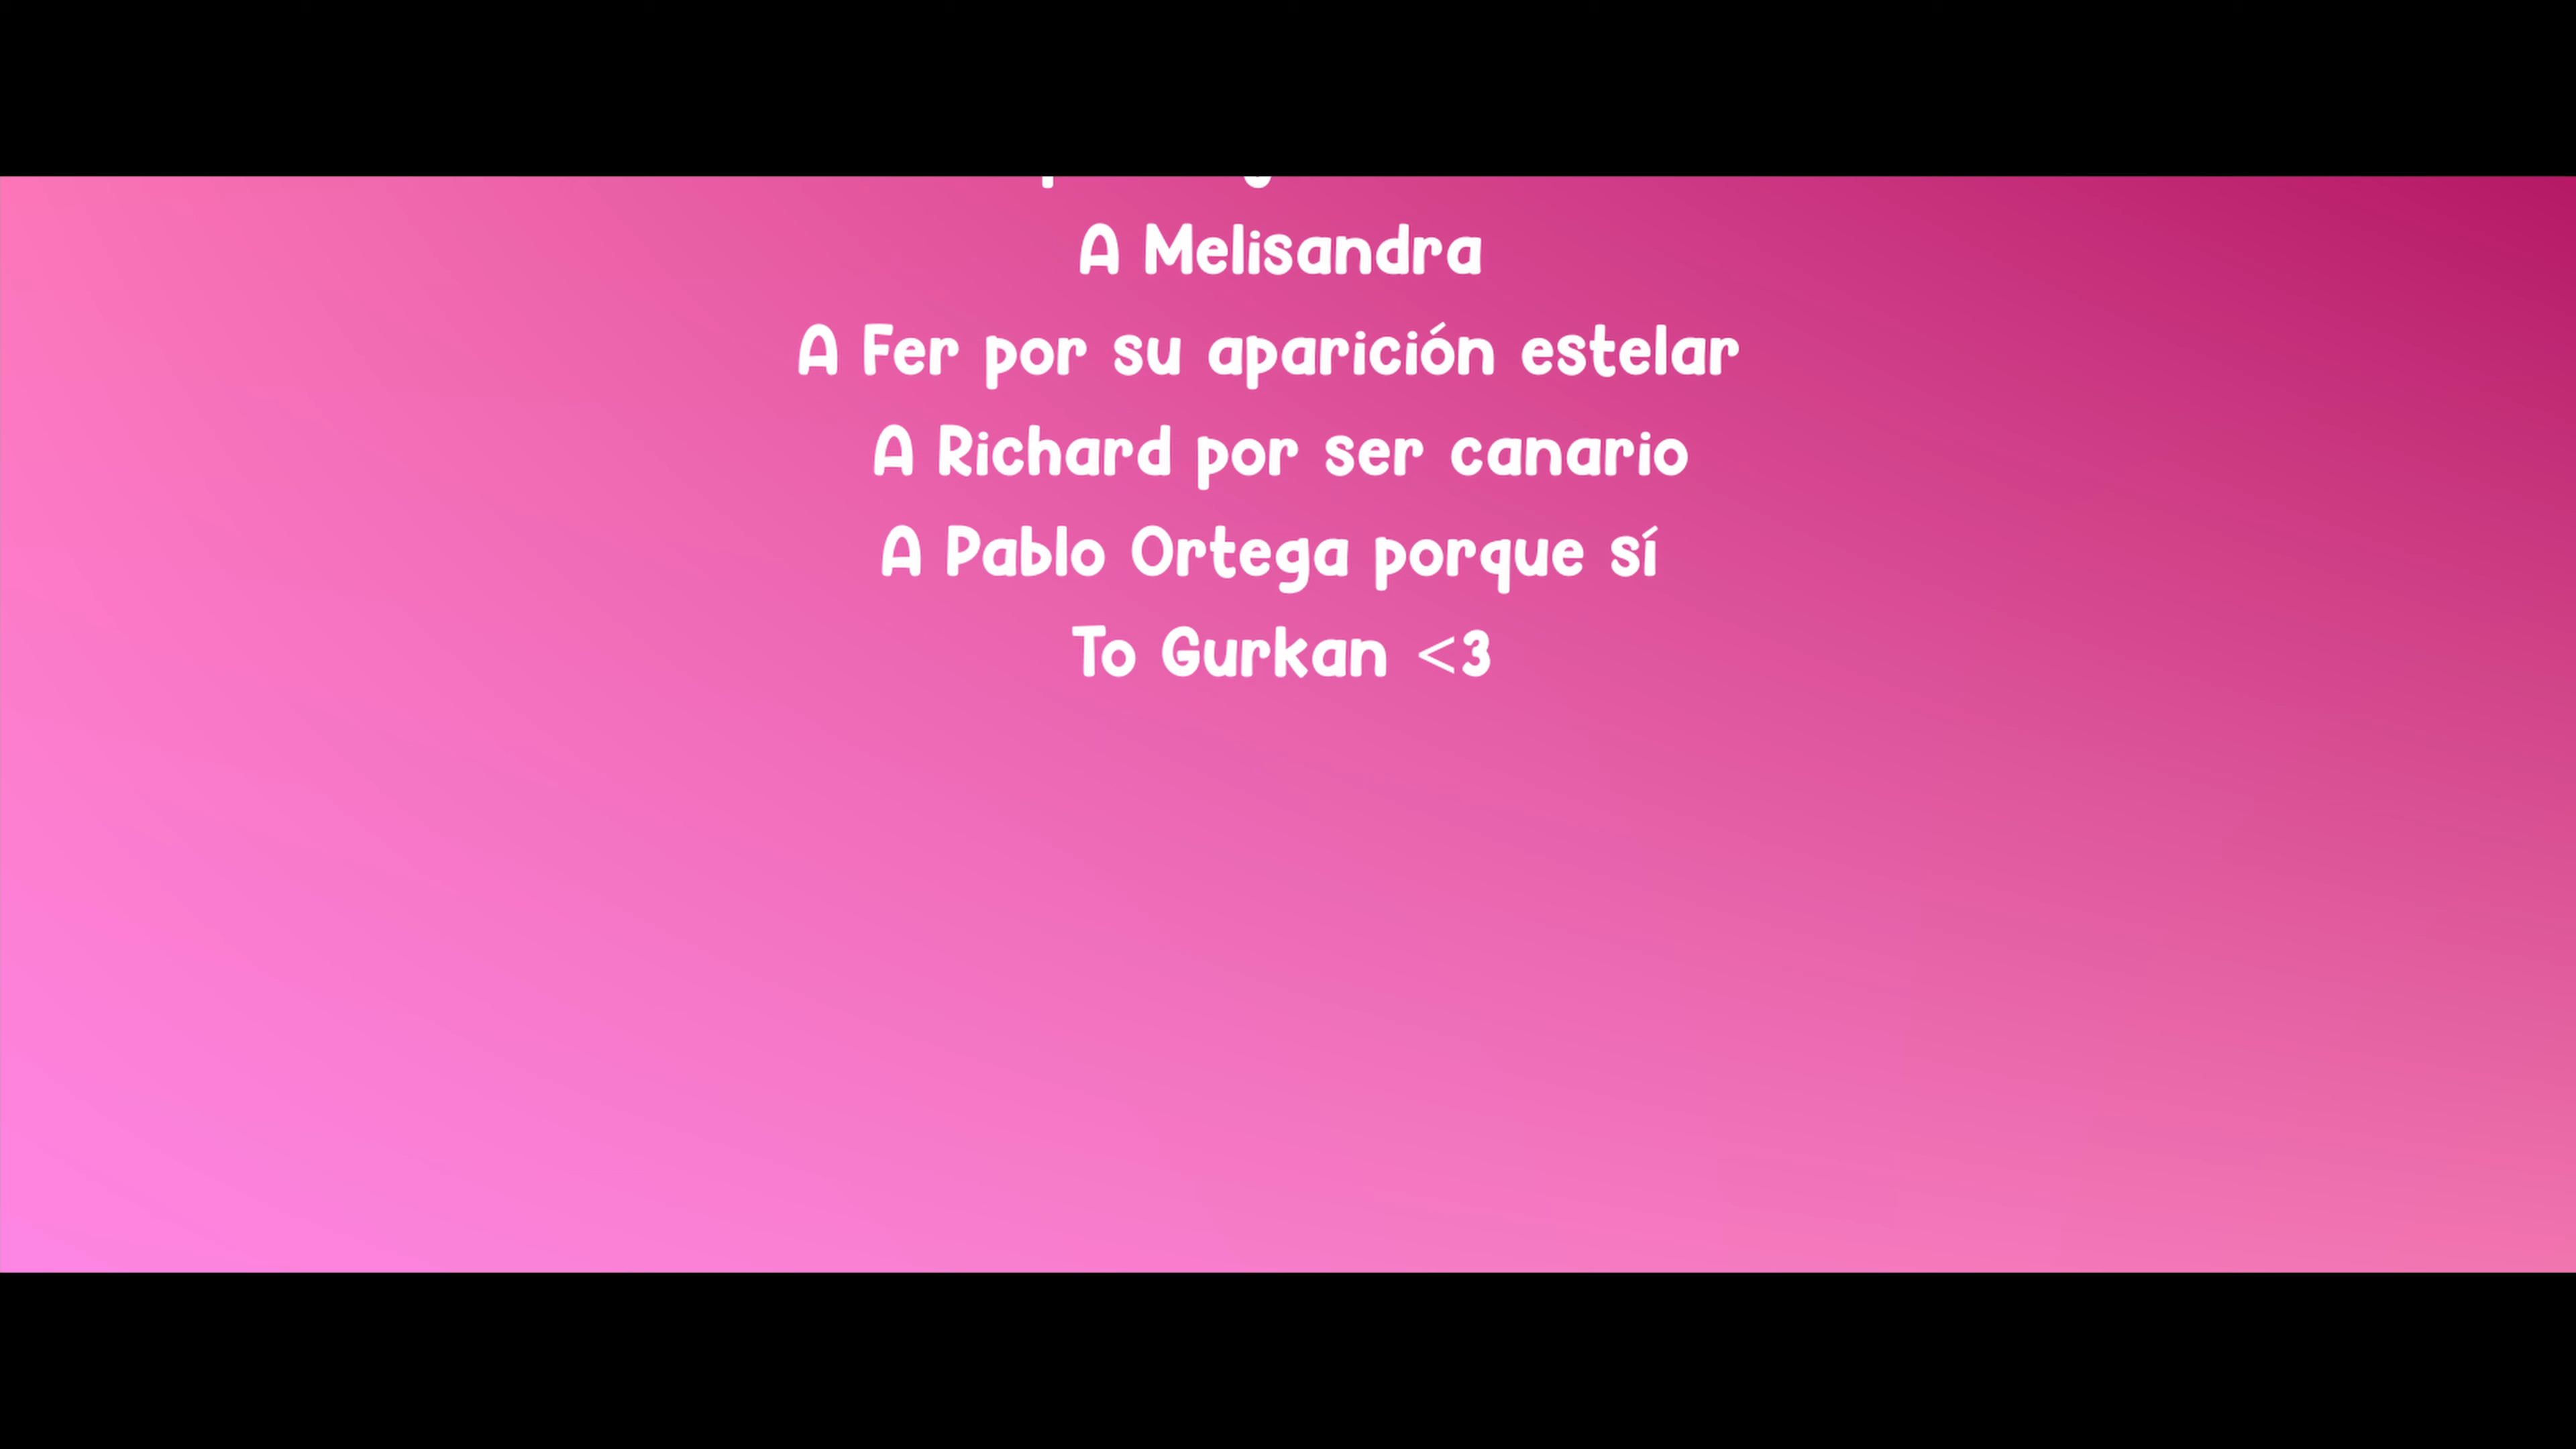 A Melisandra
A Fer por su aparición estelar
A Richard por ser canario
A Pablo Ortega porque sí
To Gurkan <3